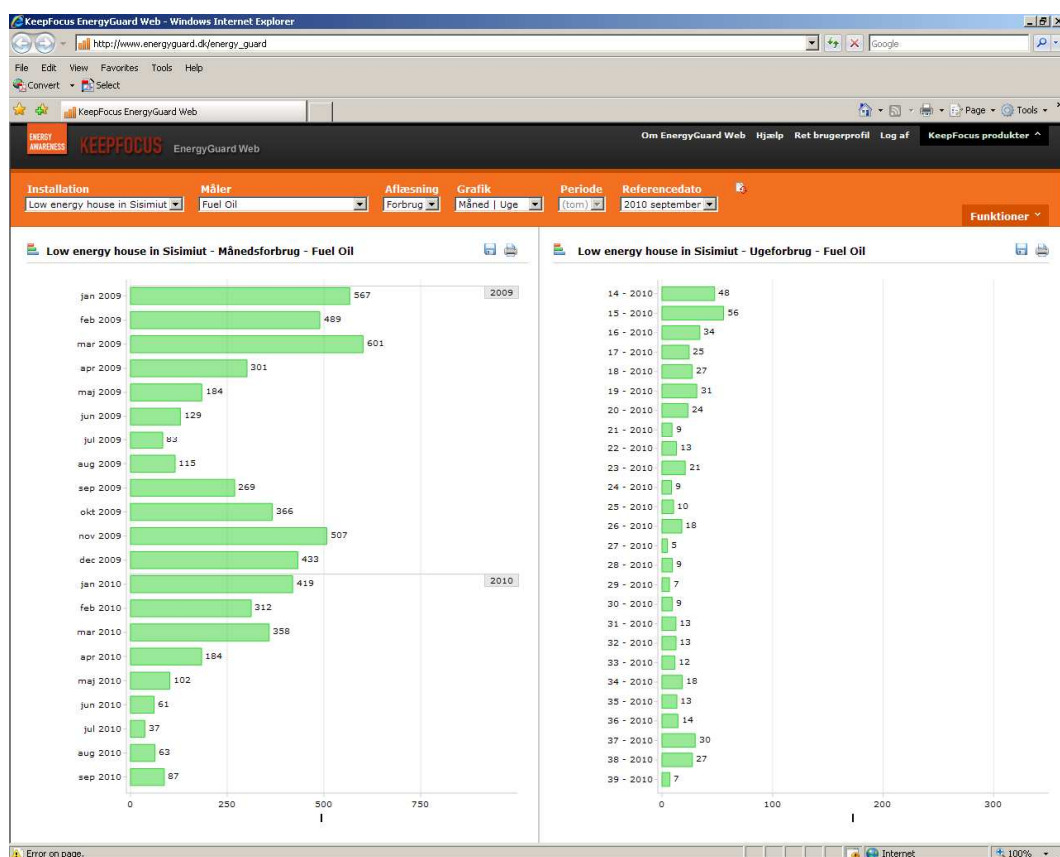 KeepFocus EnergyGuard Web - Windows Internet Explorer
http://www.energyguard.dk/energy_guard
Google
File Edit View Favorites Tools Help
Convert Select
KeepFocus EnergyGuard Web
Page Tools
ENERGY AWARENESS
KEEPFOCUS EnergyGuard Web
Om EnergyGuard Web Hjælp Ret brugerprofil Log af KeepFocus produkter
Installation Måler Aflæsning Grafik Periode Referencedato
Low energy house in Sisimiut Fuel Oil Forbrug Måned | Uge (tom) 2010 september
Funktioner
Low energy house in Sisimiut - Månedsforbrug - Fuel Oil
jan 2009 567 2009
feb 2009 489
mar 2009 601
apr 2009 301
maj 2009 184
jun 2009 129
jul 2009 83
aug 2009 115
sep 2009 269
okt 2009 366
nov 2009 507
dec 2009 433
jan 2010 419 2010
feb 2010 312
mar 2010 358
apr 2010 184
maj 2010 102
jun 2010 61
jul 2010 37
aug 2010 63
sep 2010 87
0 250 500 750
l
Low energy house in Sisimiut - Ugeforbrug - Fuel Oil
14 - 2010 48
15 - 2010 56
16 - 2010 34
17 - 2010 25
18 - 2010 27
19 - 2010 31
20 - 2010 24
21 - 2010 9
22 - 2010 13
23 - 2010 21
24 - 2010 9
25 - 2010 10
26 - 2010 18
27 - 2010 5
28 - 2010 9
29 - 2010 7
30 - 2010 9
31 - 2010 13
32 - 2010 13
33 - 2010 12
34 - 2010 18
35 - 2010 13
36 - 2010 14
37 - 2010 30
38 - 2010 27
39 - 2010 7
0 100 200 300
l
Error on page. Internet 100%